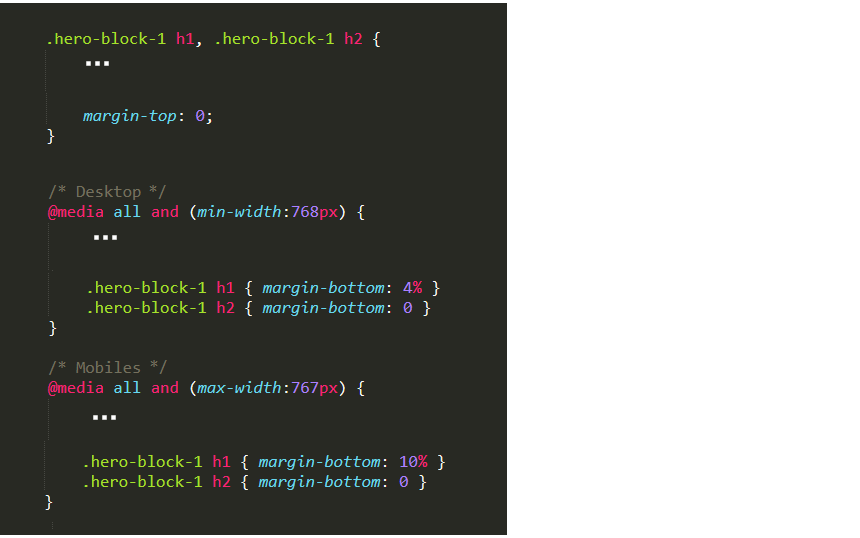 .hero-block-1 h1, .hero-block-1 h2 {
...
margin-top: 0;
}
/* Desktop */
@media all and (min-width:768px) {
...
.hero-block-1 h1 { margin-bottom: 4% }
.hero-block-1 h2 { margin-bottom: 0 }
}
/* Mobiles */
@media all and (max-width:767px) {
...
.hero-block-1 h1 { margin-bottom: 10% }
.hero-block-1 h2 { margin-bottom: 0 }
}